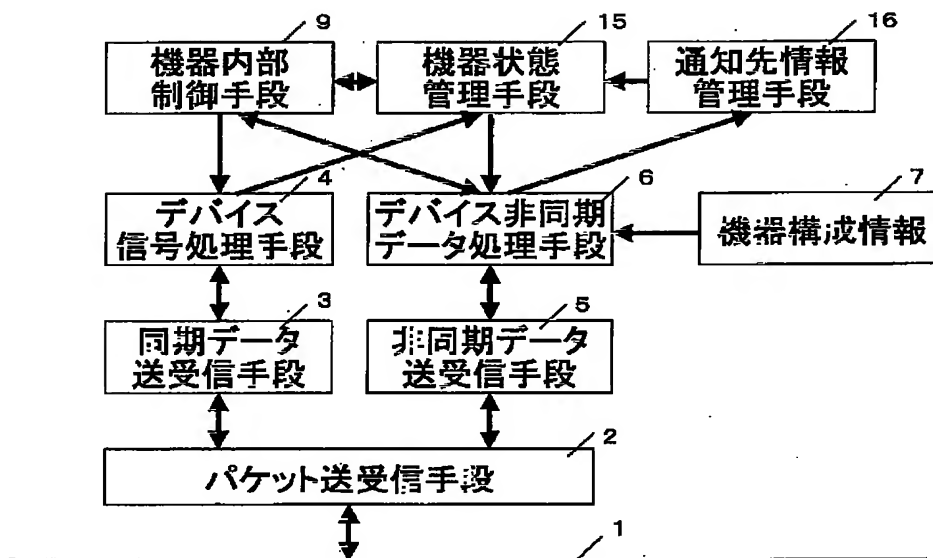 9
15
16
機器内部
制御手段
機器状態
管理手段
通知先情報
管理手段
4
6
7
デバイス
信号処理手段
デバイス非同期
データ処理手段
機器構成情報
3
5
同期データ
送受信手段
非同期データ
送受信手段
2
パケット送受信手段
1